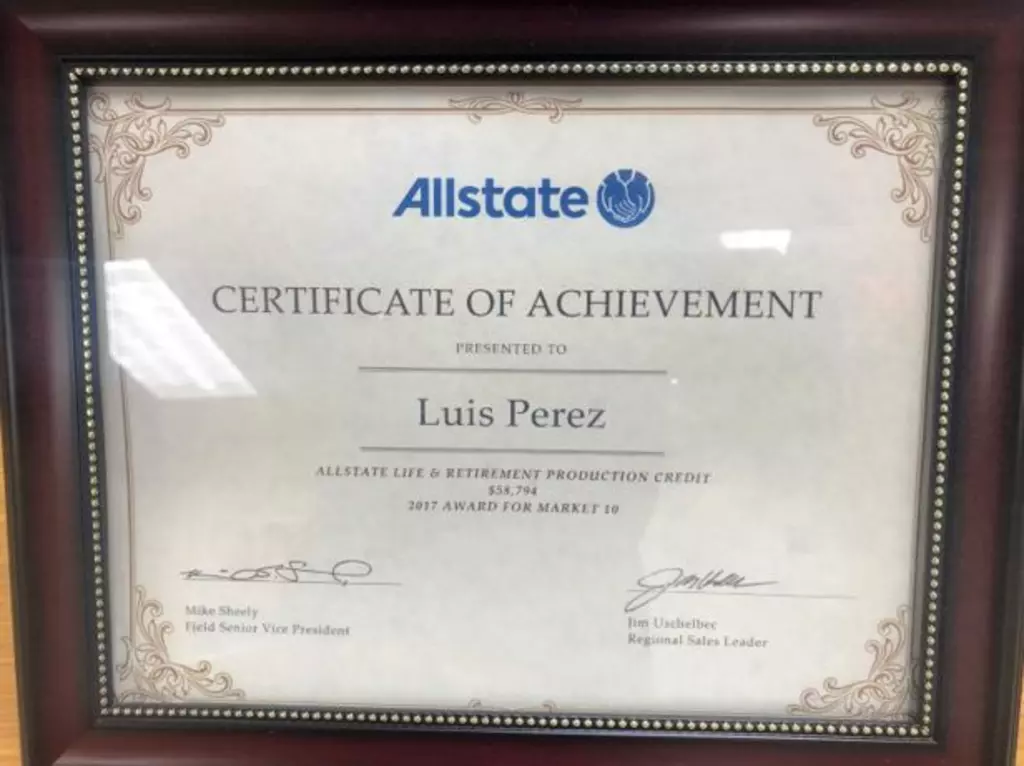 Allstate
CERTIFICATE OF ACHIEVEMENT
PRESENTED TO
Luis Perez
ALLSTATE LIFE & RETIREMENT PRODUCTION CREDIT
$58,794
2017 AWARD FOR MARKET 10
Mike Sheely
Field Senior Vice President
Jim Uschelbec
Regional Sales Leader